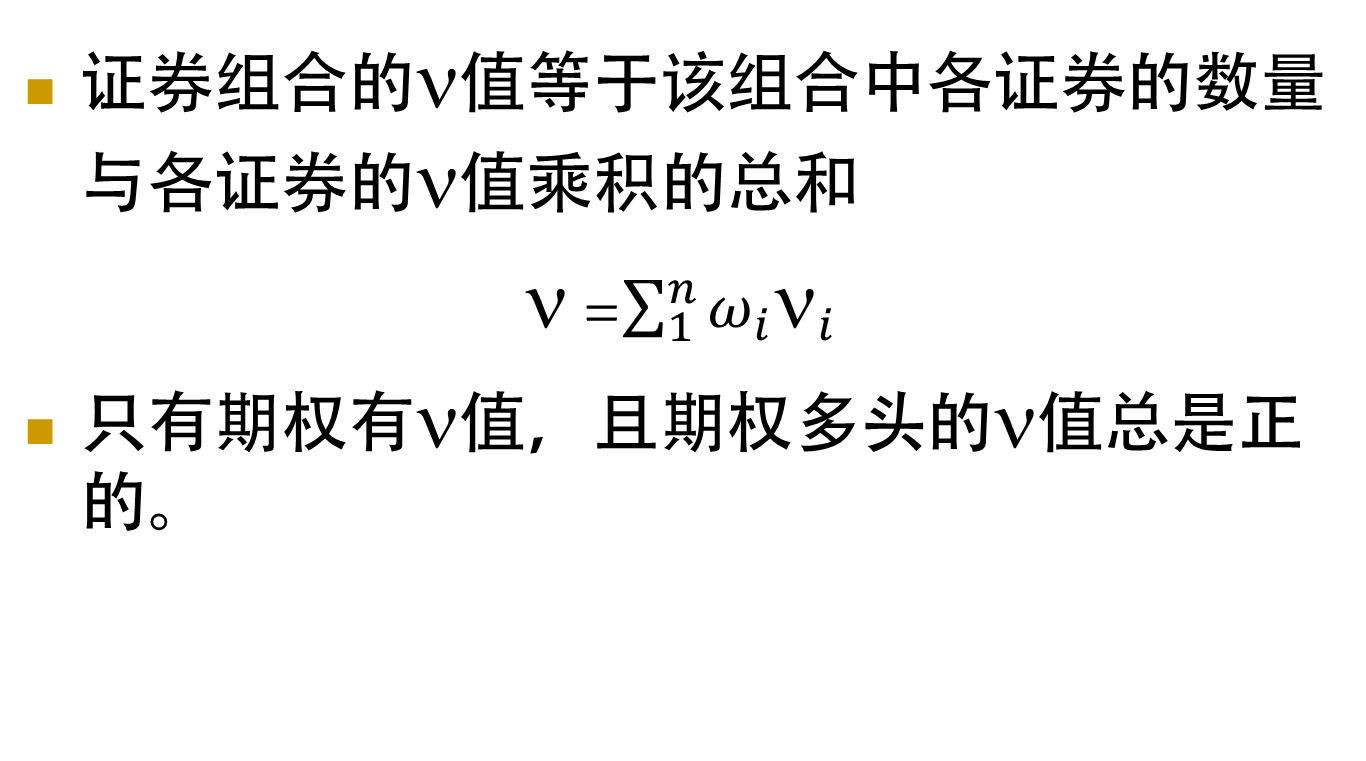 ■ 证券组合的ν值等于该组合中各证券的数量
与各证券的ν值乘积的总和
ν =∑₁ⁿ ωᵢνᵢ
■ 只有期权有ν值，且期权多头的ν值总是正
的。